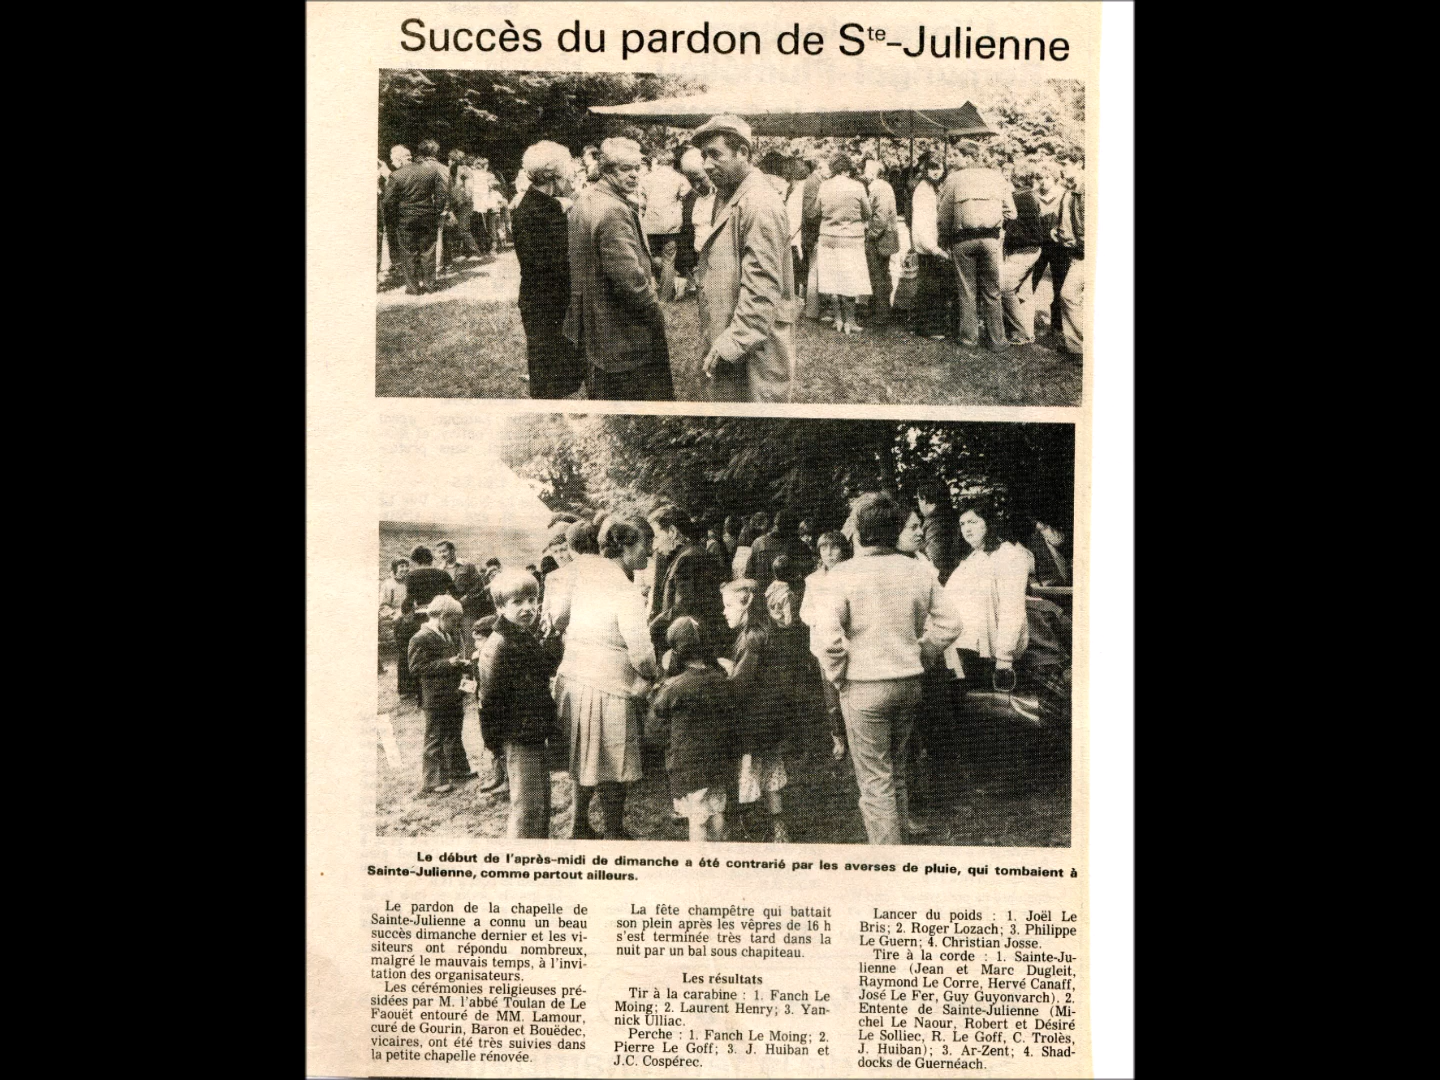 Succès du pardon de Ste-Julienne
Le début de l'après-midi de dimanche a été contrarié par les averses de pluie, qui tombaient à
Sainte-Julienne, comme partout ailleurs.
Le pardon de la chapelle de
Sainte-Julienne a connu un beau
succès dimanche dernier et les vi-
siteurs ont répondu nombreux,
malgré le mauvais temps, à l'invi-
tation des organisateurs.
Les cérémonies religieuses pré-
sidées par M. l'abbé Toulan de Le
Faouët entouré de MM. Lamour,
curé de Gourin, Baron et Bouëdec,
vicaires, ont été très suivies dans
la petite chapelle rénovée.
La fête champêtre qui battait
son plein après les vêpres de 16 h
s'est terminée très tard dans la
nuit par un bal sous chapiteau.
Les résultats
Tir à la carabine : 1. Fanch Le
Moing; 2. Laurent Henry; 3. Yan-
nick Ulliac.
Perche : 1. Fanch Le Moing; 2.
Pierre Le Goff; 3. J. Huiban et
J.C. Cospérec.
Lancer du poids : 1. Joël Le
Bris; 2. Roger Lozach; 3. Philippe
Le Guern; 4. Christian Josse.
Tire à la corde : 1. Sainte-Ju-
lienne (Jean et Marc Dugleit,
Raymond Le Corre, Hervé Canaff,
José Le Fer, Guy Guyonvarch). 2.
Entente de Sainte-Julienne (Mi-
chel Le Naour, Robert et Désiré
Le Solliec, R. Le Goff, C. Trolès,
J. Huiban); 3. Ar-Zent; 4. Shad-
docks de Guernéach.